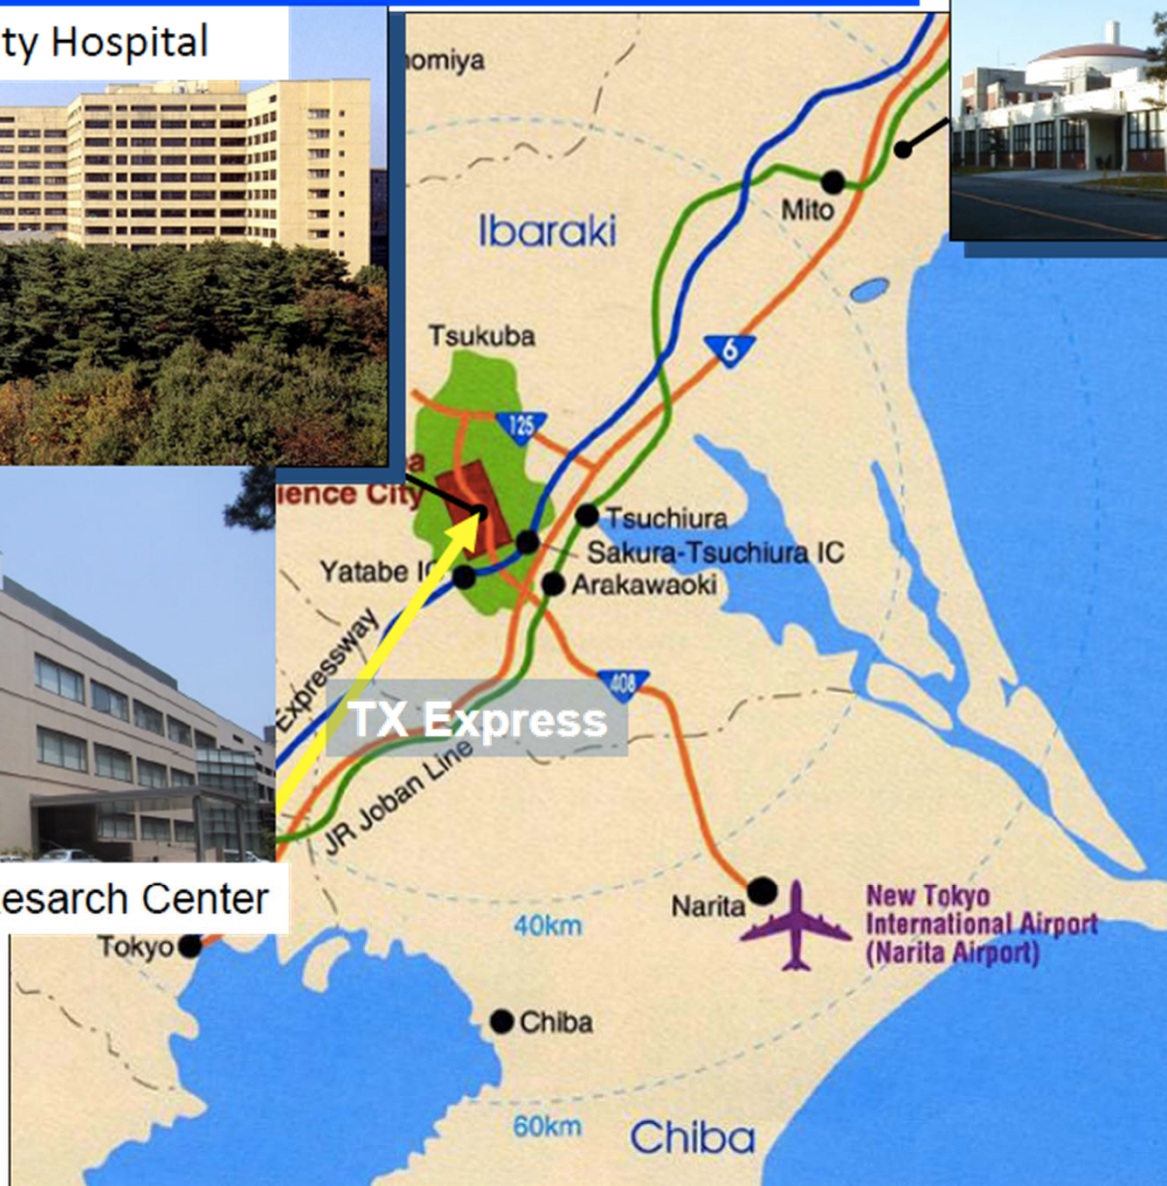 ty Hospital
nomiya
Mito
Ibaraki
Tsukuba
6
125
a
ience City
Tsuchiura
Sakura-Tsuchiura IC
Yatabe IC
Arakawaoki
Expressway
408
TX Express
JR Joban Line
esarch Center
Narita
New Tokyo
International Airport
(Narita Airport)
40km
Tokyo
Chiba
60km
Chiba